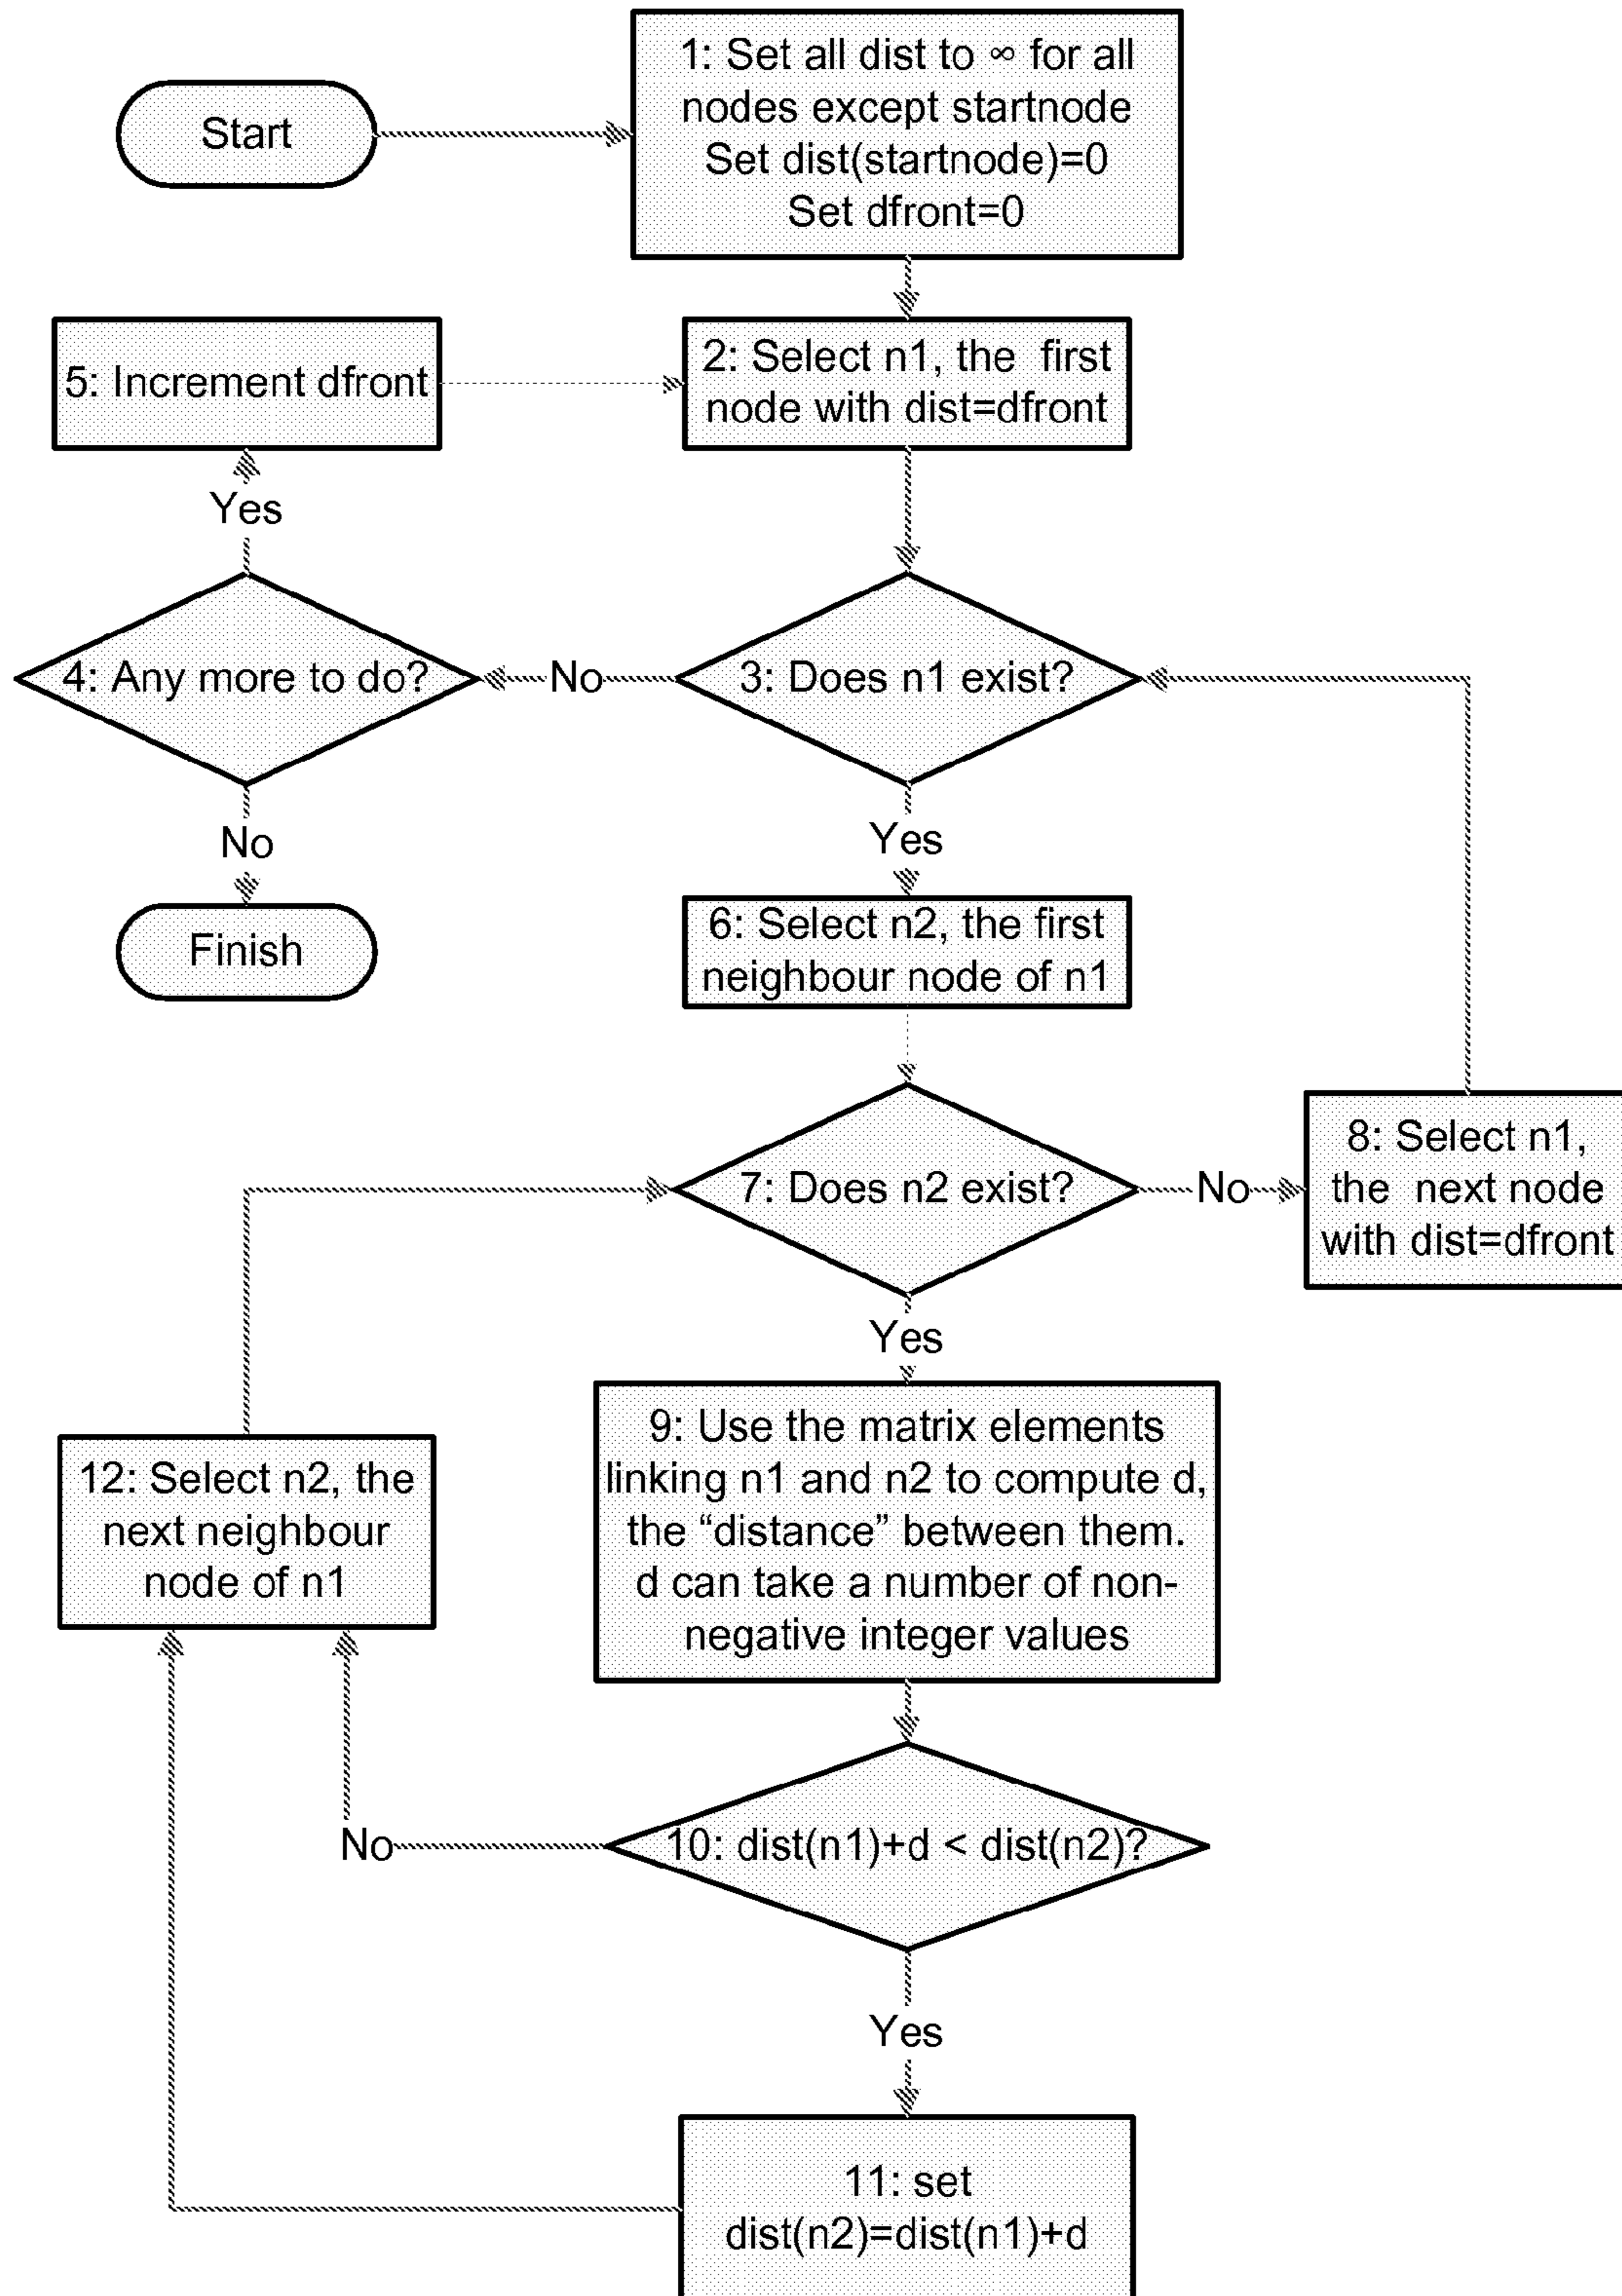 Start
1: Set all dist to ∞ for all
nodes except startnode
Set dist(startnode)=0
Set dfront=0
5: Increment dfront
2: Select n1, the first
node with dist=dfront
Yes
4: Any more to do?
No
3: Does n1 exist?
No
Yes
Finish
6: Select n2, the first
neighbour node of n1
7: Does n2 exist?
No
8: Select n1,
the next node
with dist=dfront
Yes
12: Select n2, the
next neighbour
node of n1
9: Use the matrix elements
linking n1 and n2 to compute d,
the “distance” between them.
d can take a number of non-
negative integer values
No
10: dist(n1)+d < dist(n2)?
Yes
11: set
dist(n2)=dist(n1)+d